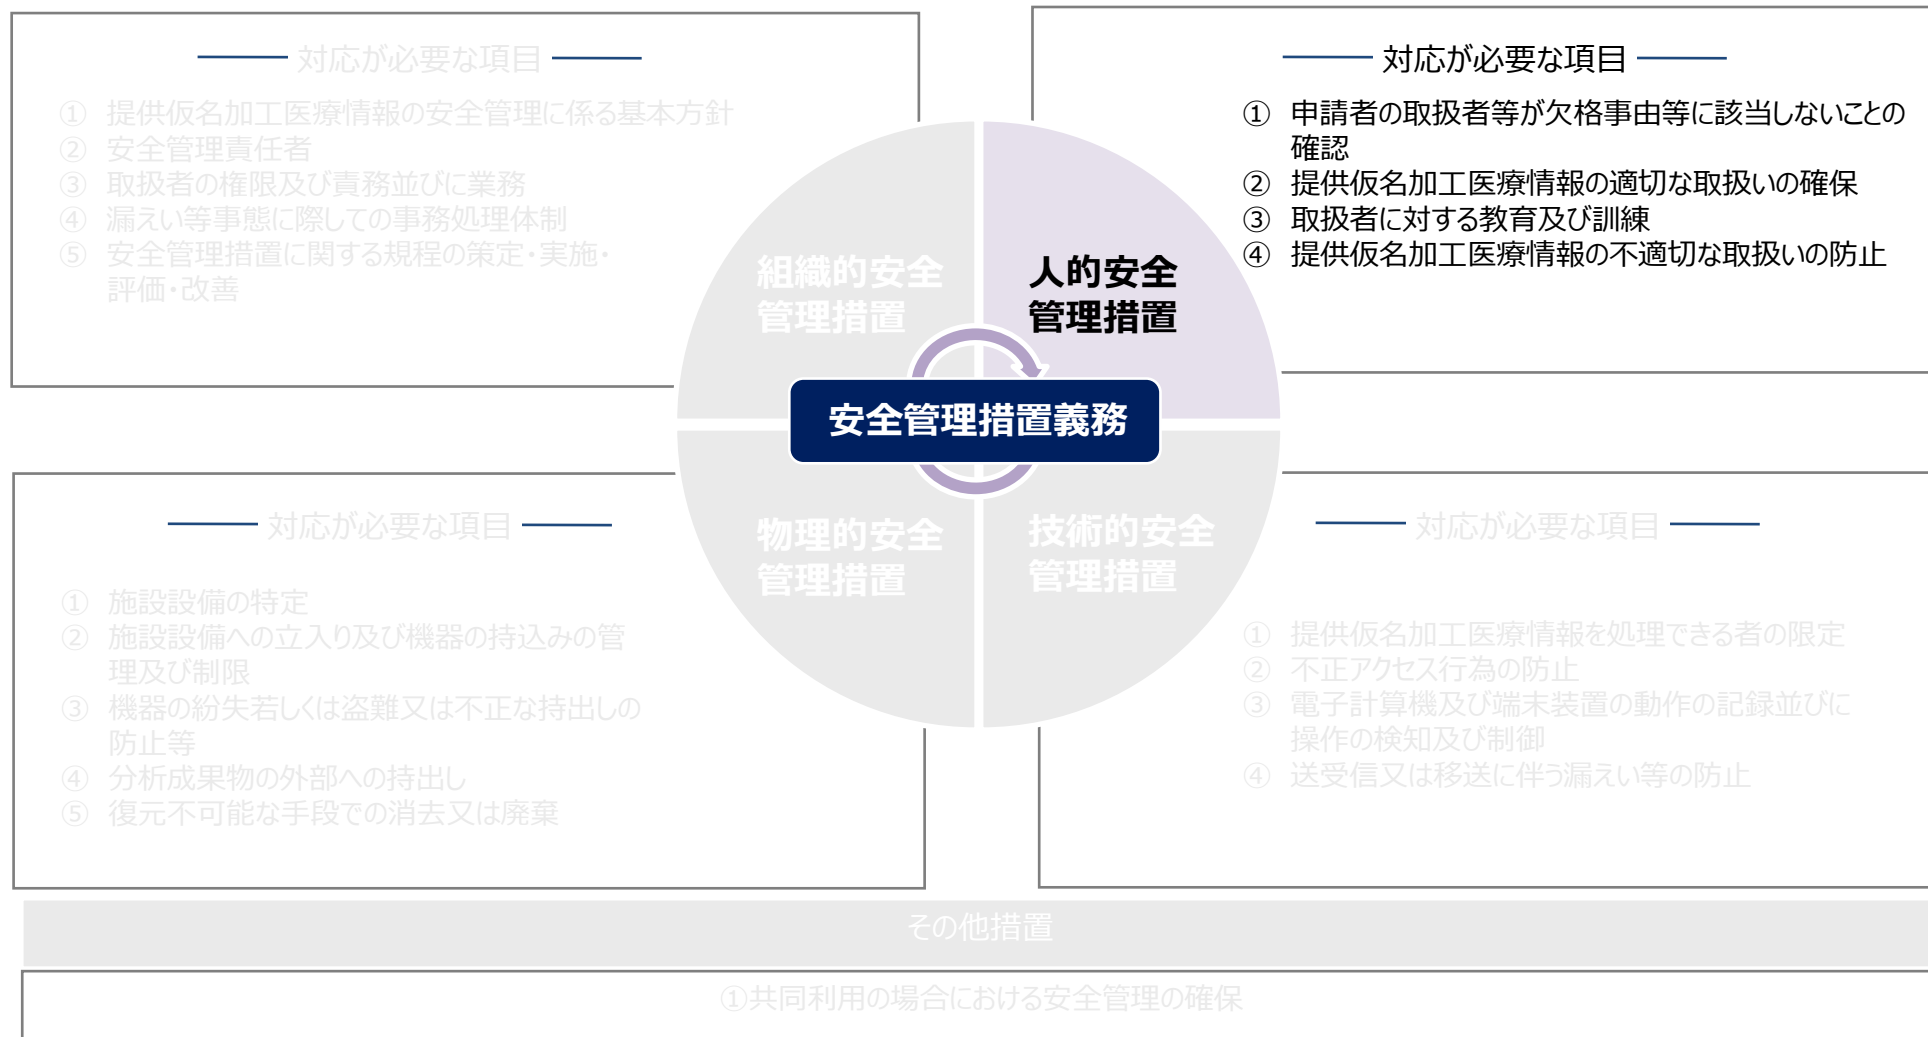 対応が必要な項目
① 提供仮名加工医療情報の安全管理に係る基本方針
② 安全管理責任者
③ 取扱者の権限及び責務並びに業務
④ 漏えい等事態に際しての事務処理体制
⑤ 安全管理措置に関する規程の策定・実施・
評価・改善
対応が必要な項目
① 申請者の取扱者等が欠格事由等に該当しないことの
確認
② 提供仮名加工医療情報の適切な取扱いの確保
③ 取扱者に対する教育及び訓練
④ 提供仮名加工医療情報の不適切な取扱いの防止
組織的安全
管理措置
人的安全
管理措置
安全管理措置義務
物理的安全
管理措置
技術的安全
管理措置
対応が必要な項目
① 施設設備の特定
② 施設設備への立入り及び機器の持込みの管
理及び制限
③ 機器の紛失若しくは盗難又は不正な持出しの
防止等
④ 分析成果物の外部への持出し
⑤ 復元不可能な手段での消去又は廃棄
対応が必要な項目
① 提供仮名加工医療情報を処理できる者の限定
② 不正アクセス行為の防止
③ 電子計算機及び端末装置の動作の記録並びに
操作の検知及び制御
④ 送受信又は移送に伴う漏えい等の防止
その他措置
①共同利用の場合における安全管理の確保